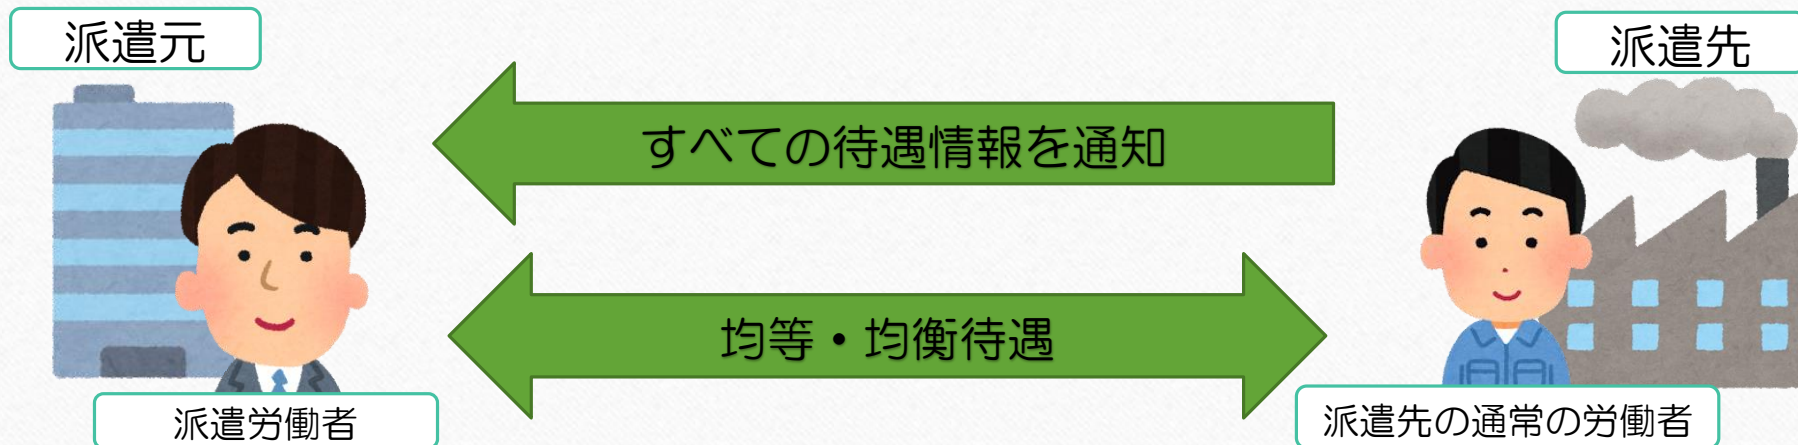 派遣元
派遣先
すべての待遇情報を通知
均等・均衡待遇
派遣労働者
派遣先の通常の労働者